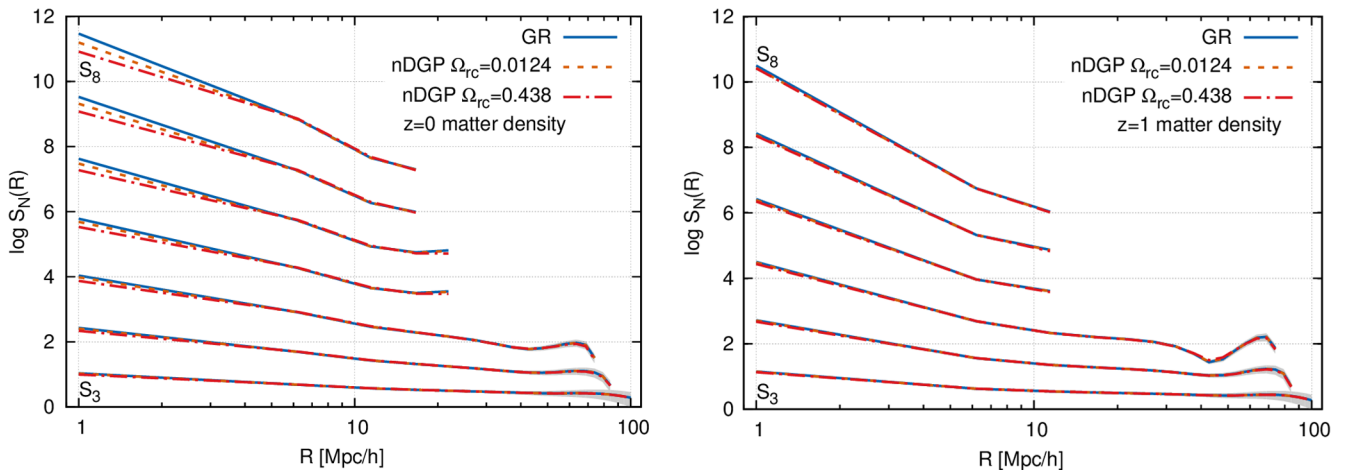 12
10
8
6
4
2
0
log S_N(R)
S_8
S_3
GR
nDGP Ω_rc=0.0124
nDGP Ω_rc=0.438
z=0 matter density
1
10
100
R [Mpc/h]
12
10
8
6
4
2
0
log S_N(R)
S_8
S_3
GR
nDGP Ω_rc=0.0124
nDGP Ω_rc=0.438
z=1 matter density
1
10
100
R [Mpc/h]